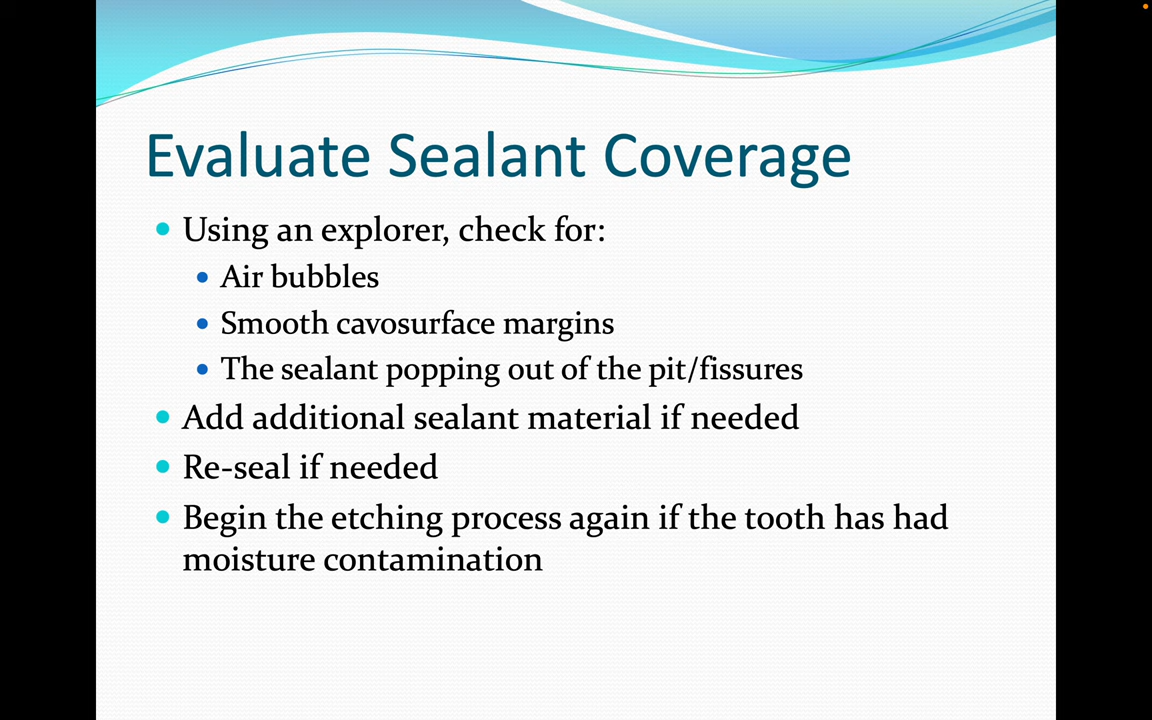 Evaluate Sealant Coverage
Using an explorer, check for:
Air bubbles
Smooth cavosurface margins
The sealant popping out of the pit/fissures
Add additional sealant material if needed
Re-seal if needed
Begin the etching process again if the tooth has had
moisture contamination